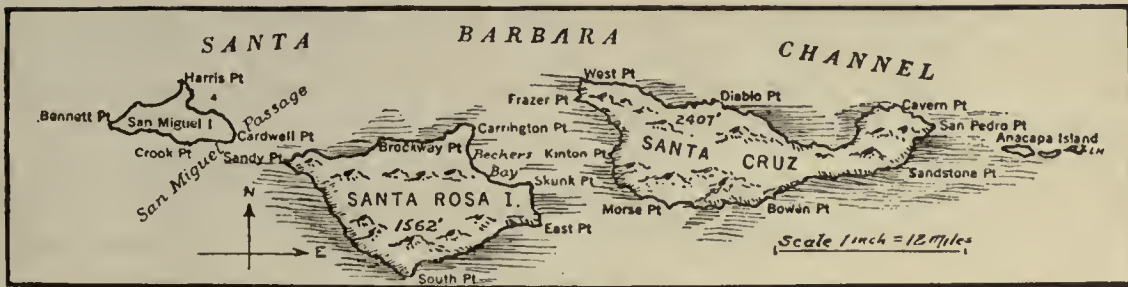 SANTA BARBARA CHANNEL
Harris Pt
Bennett Pt
San Miguel I
Cardwell Pt
Crook Pt
San Miguel Passage
Sandy Pt
Brockway Pt
Carrington Pt
Bechers
Bay
Skunk Pt
SANTA ROSA I.
1562'
East Pt
South Pt
N
E
West Pt
Frazer Pt
Diablo Pt
2407'
Kinton Pt
SANTA CRUZ
Morse Pt
Bowen Pt
Cavern Pt
San Pedro Pt
Anacapa Island
L.H
Sandstone Pt
Scale 1 inch = 12 miles